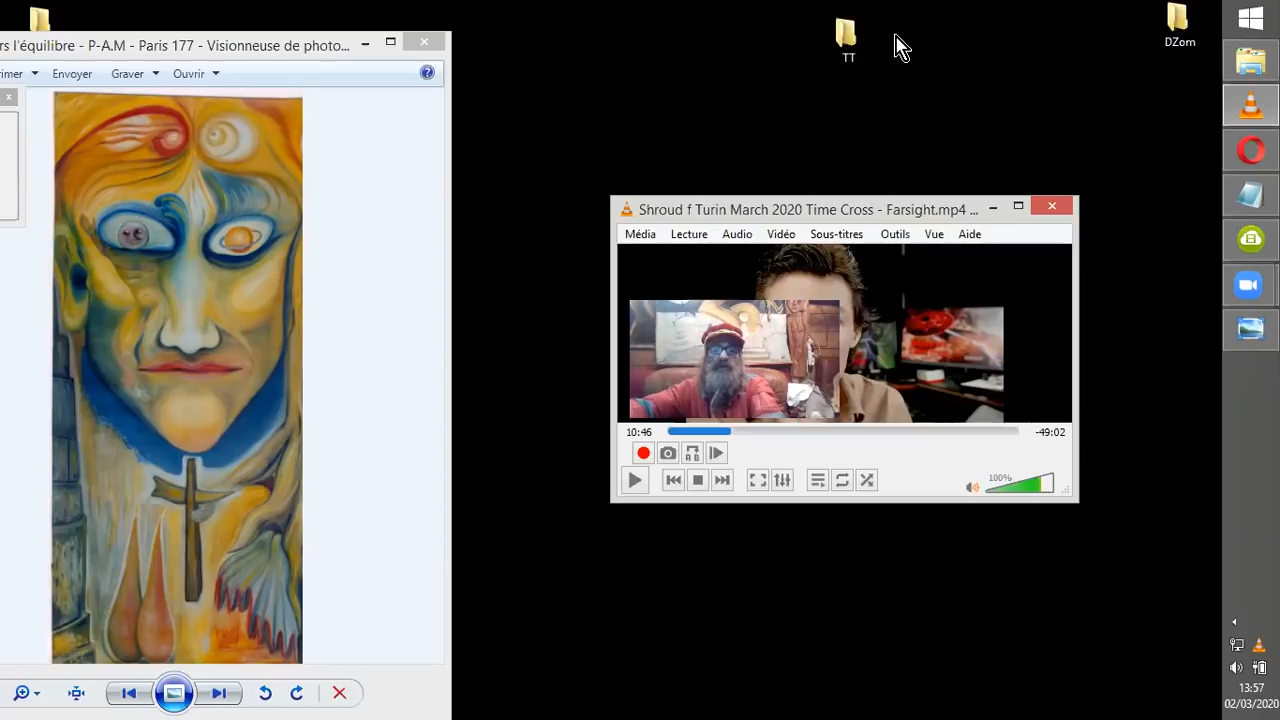 rs l'équilibre - P-A.M - Paris 177 - Visionneuse de photo...
imer Envoyer Graver Ouvrir
TT
DZom
Shroud f Turin March 2020 Time Cross - Farsight.mp4 ...
Média Lecture Audio Vidéo Sous-titres Outils Vue Aide
10:46 -49:02
AB
100%
13:57
02/03/2020